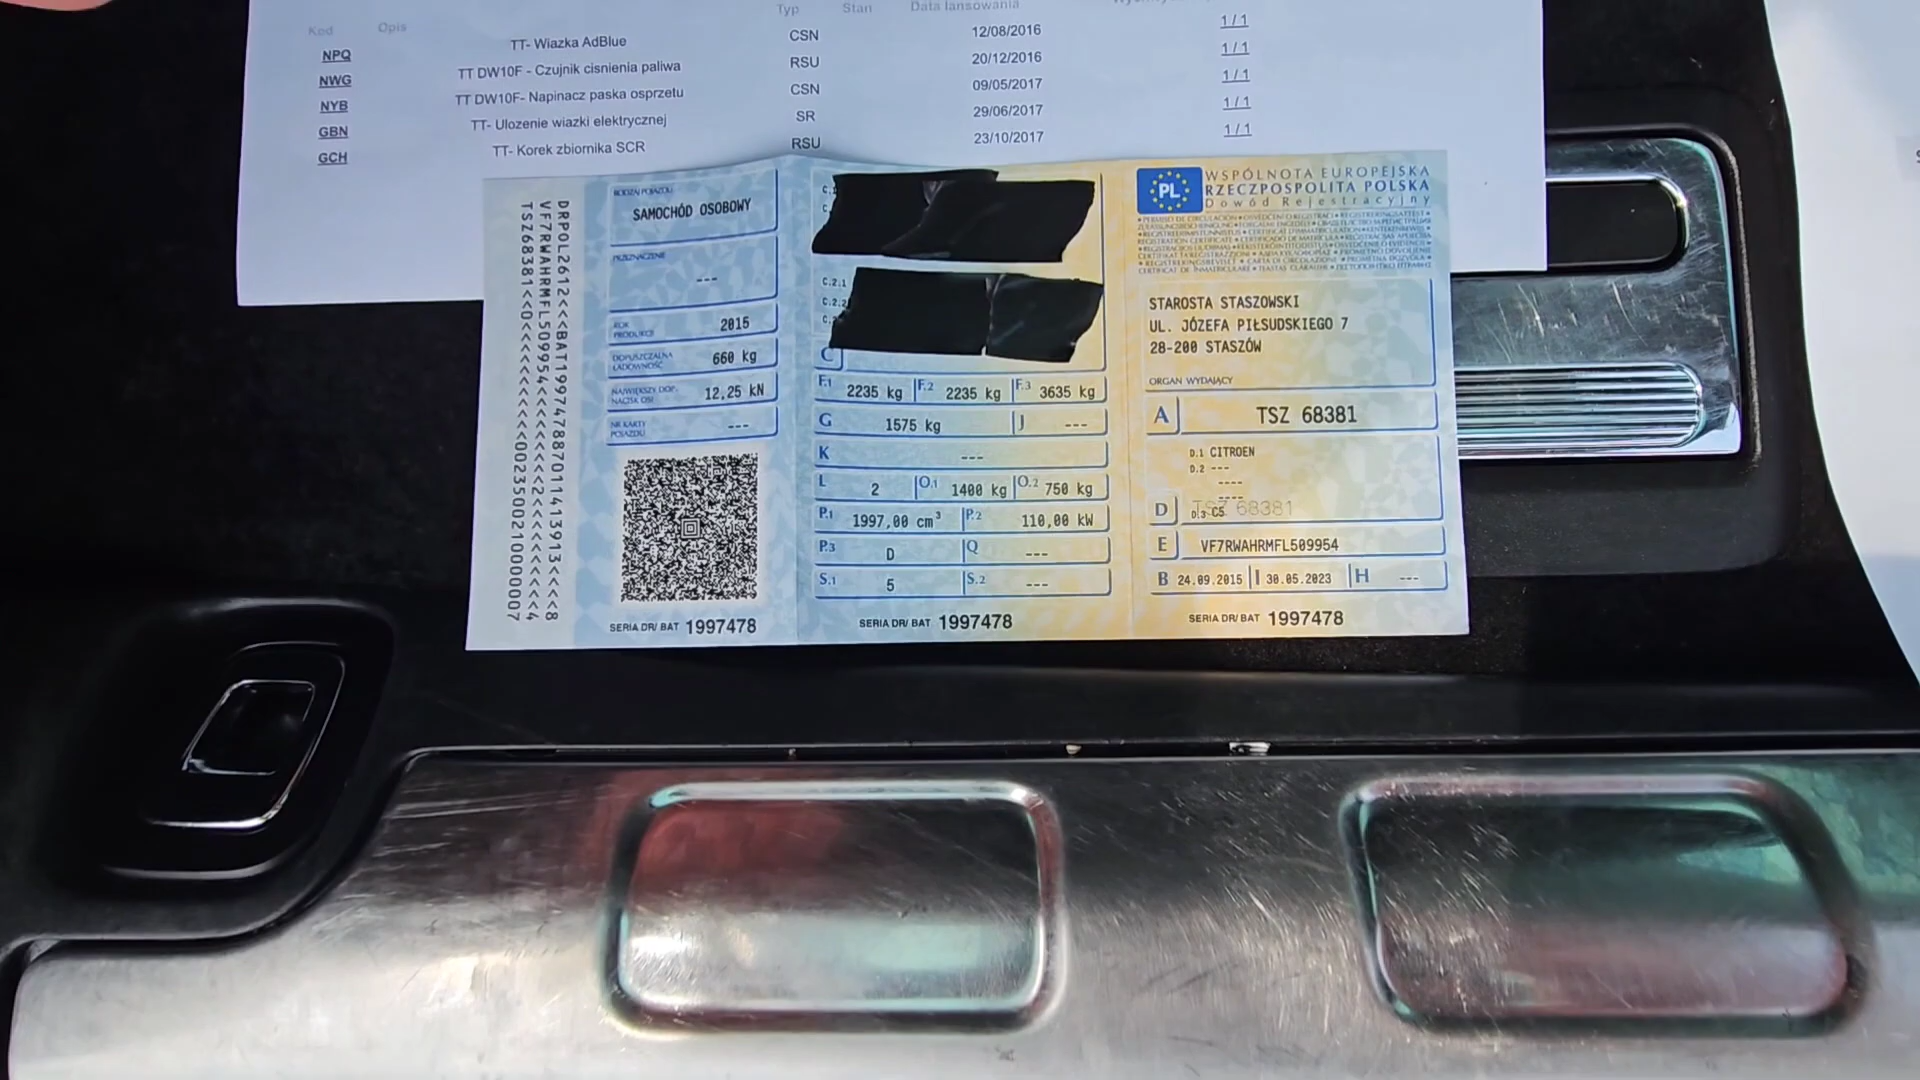 Kod Opis Typ Stan Data lansowania
NPQ TT- Wiazka AdBlue CSN 12/08/2016 1 / 1
NWG TT DW10F - Czujnik cisnienia paliwa RSU 20/12/2016 1 / 1
NYB TT DW10F- Napinacz paska osprzetu CSN 09/05/2017 1 / 1
GBN TT- Ulozenie wiazki elektrycznej SR 29/06/2017 1 / 1
GCH TT- Korek zbiornika SCR RSU 23/10/2017 1 / 1
DRPOL2612<<BAT199747887011413913<<<<8
VF7RWAHRMFL509954<<<<<<<<2<<<<<<<<<<4
TSZ68381<0<<<<<<<<<<<<00235002100000007
RODZAJ POJAZDU
SAMOCHÓD OSOBOWY
PRZEZNACZENIE
---
ROK PRODUKCJI 2015
DOPUSZCZALNA ŁADOWNOŚĆ 660 kg
NAJWIĘKSZY DOP. NACISK OSI 12,25 kN
NR KARTY POJAZDU ---
SERIA DR/ BAT 1997478
C.2.1
C.2.2
C
F.1 2235 kg F.2 2235 kg F.3 3635 kg
G 1575 kg J ---
K ---
L 2 O.1 1400 kg O.2 750 kg
P.1 1997,00 cm³ P.2 110,00 kW
P.3 D Q ---
S.1 5 S.2 ---
SERIA DR/ BAT 1997478
PL
WSPÓLNOTA EUROPEJSKA
RZECZPOSPOLITA POLSKA
Dowód Rejestracyjny
STAROSTA STASZOWSKI
UL. JÓZEFA PIŁSUDSKIEGO 7
28-200 STASZÓW
ORGAN WYDAJĄCY
A TSZ 68381
D.1 CITROEN
D.2 ---
----
----
D D.3 C5 TSZ 68381
E VF7RWAHRMFL509954
B 24.09.2015 I 30.05.2023 H ---
SERIA DR/ BAT 1997478